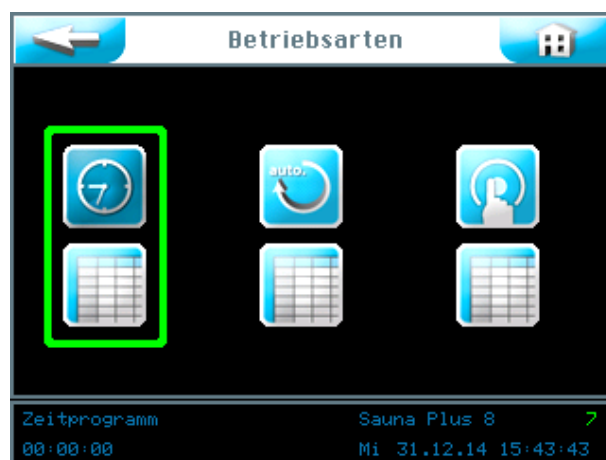 Betriebsarten
auto.
Zeitprogramm Sauna Plus 8 7
00:00:00 Mi 31.12.14 15:43:43